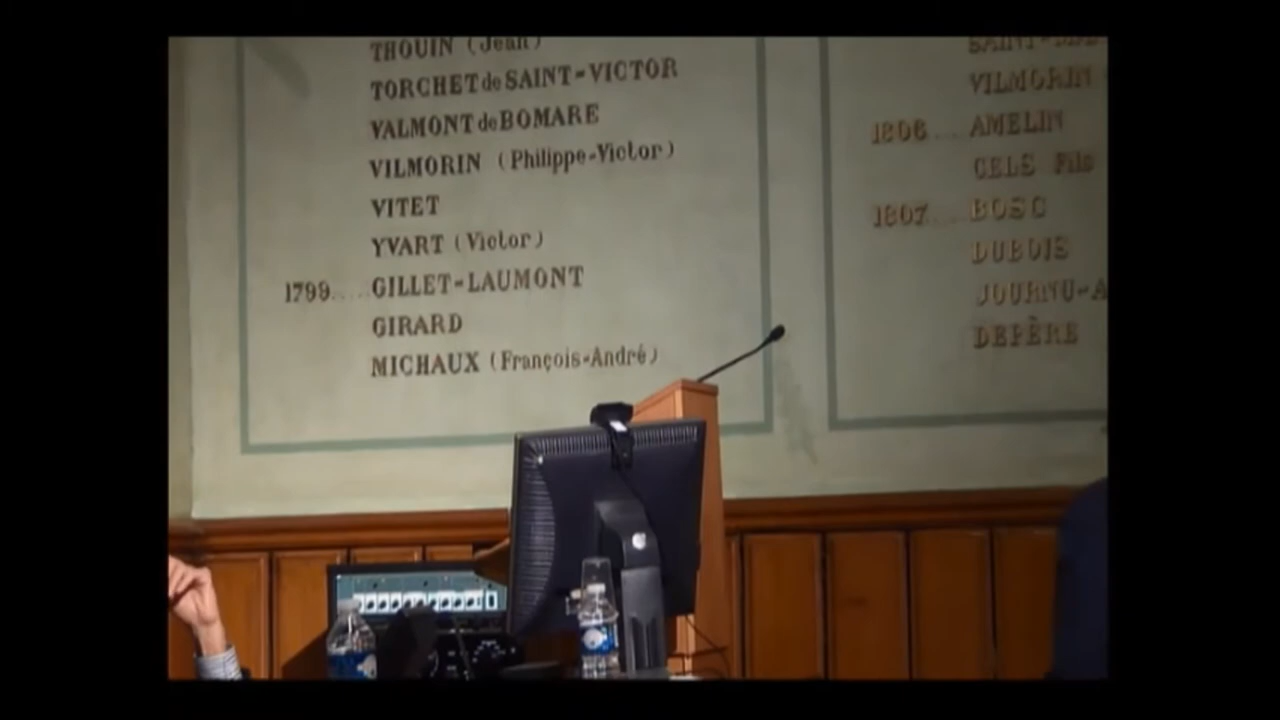 THOUIN (Jean)
TORCHET de SAINT-VICTOR
VALMONT de BOMARE
VILMORIN (Philippe-Victor)
VITET
YVART (Victor)
1799..... GILLET-LAUMONT
GIRARD
MICHAUX (François-André)
VILMORIN
1806.... AMELIN
CELS Fils
1807..... BOSC
DUBOIS
JOURNU-A
DEPÈRE